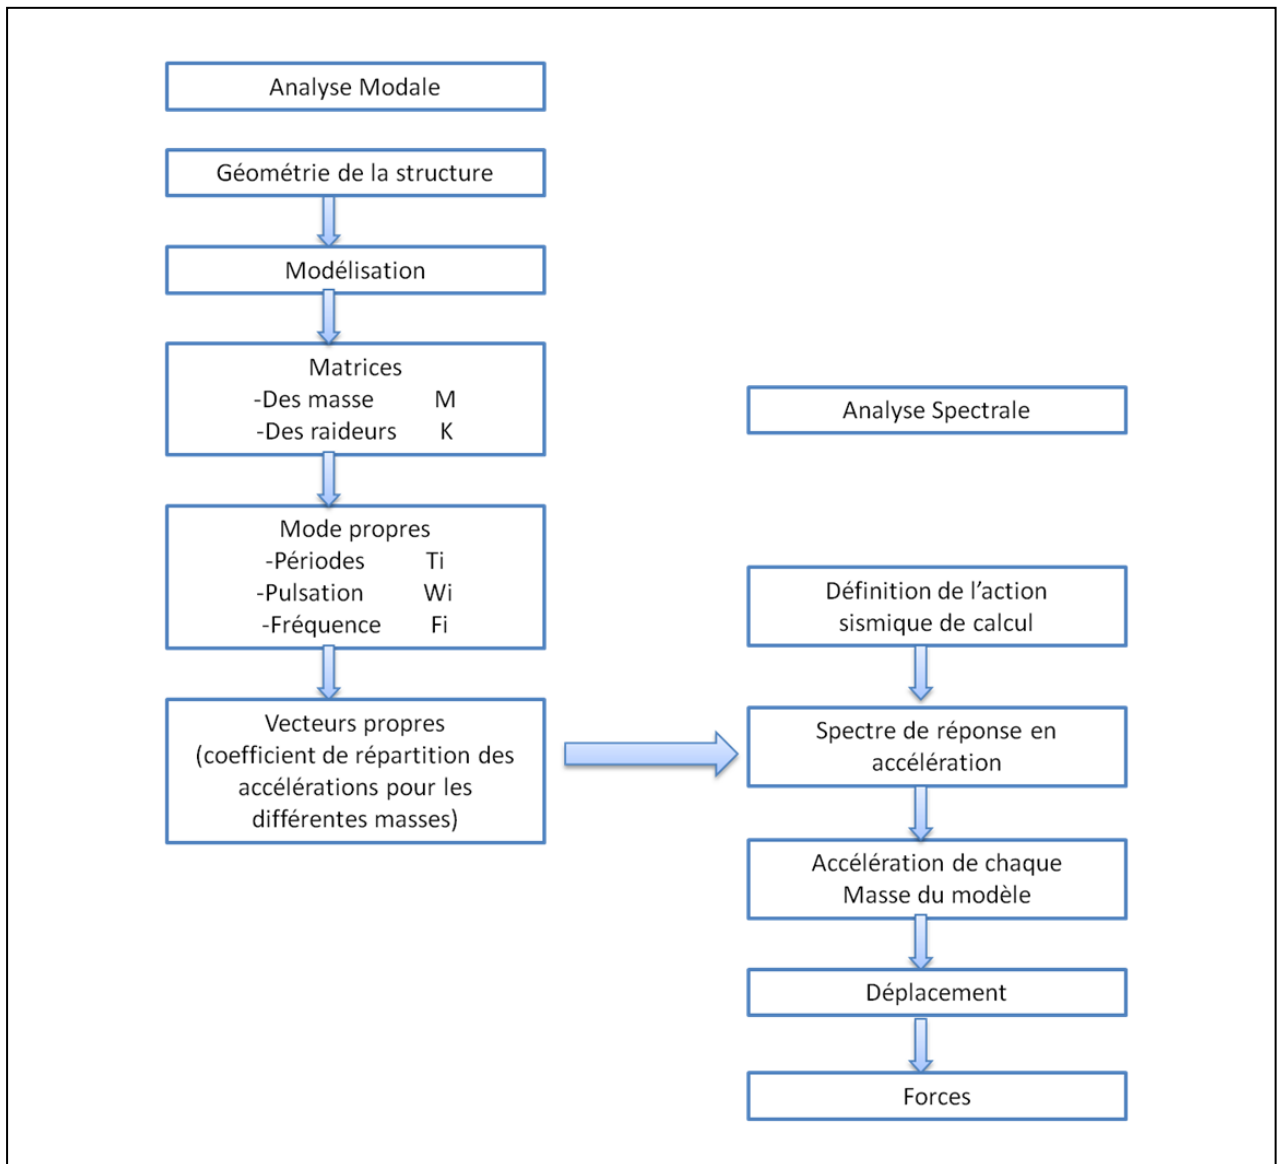 Analyse Modale
Géométrie de la structure
Modélisation
Matrices
-Des masse M
-Des raideurs K
Mode propres
-Périodes Ti
-Pulsation Wi
-Fréquence Fi
Vecteurs propres
(coefficient de répartition des
accélérations pour les
différentes masses)
Analyse Spectrale
Définition de l’action
sismique de calcul
Spectre de réponse en
accélération
Accélération de chaque
Masse du modèle
Déplacement
Forces